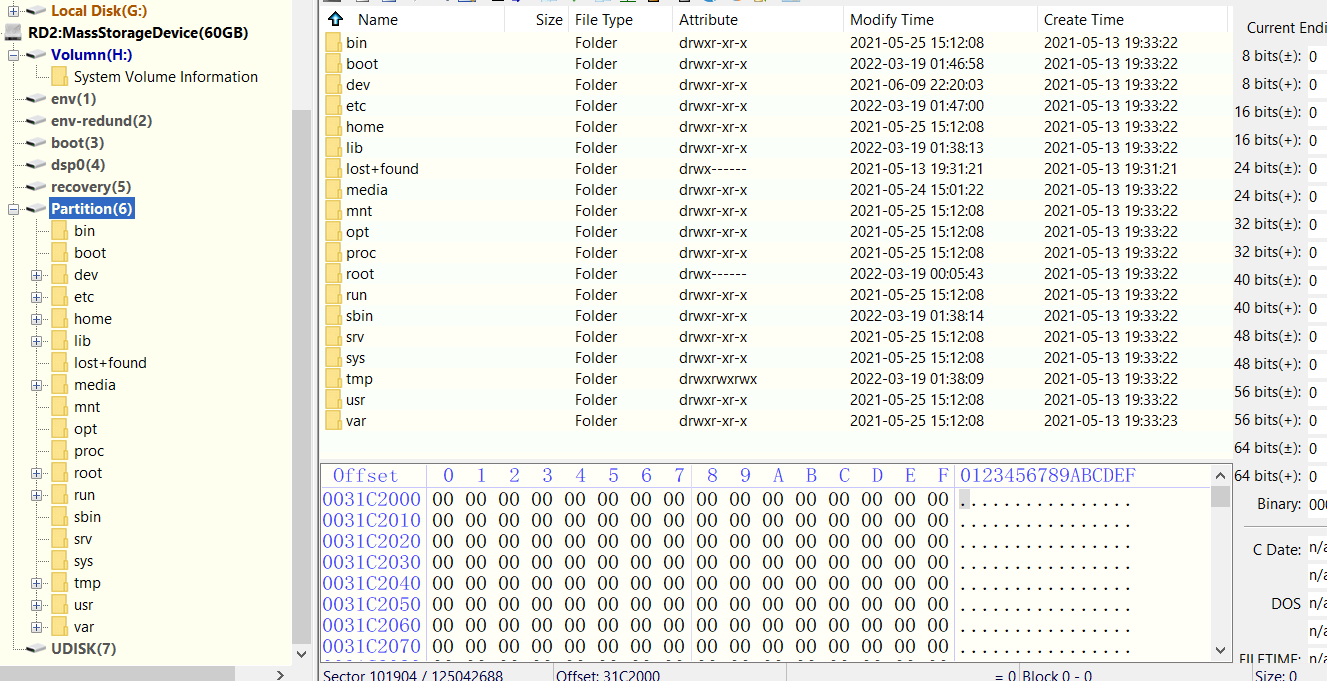 Local Disk(G:)
RD2:MassStorageDevice(60GB)
Volumn(H:)
System Volume Information
env(1)
env-redund(2)
boot(3)
dsp0(4)
recovery(5)
Partition(6)
bin
boot
dev
etc
home
lib
lost+found
media
mnt
opt
proc
root
run
sbin
srv
sys
tmp
usr
var
UDISK(7)
Name Size File Type Attribute Modify Time Create Time
bin Folder drwxr-xr-x 2021-05-25 15:12:08 2021-05-13 19:33:22
boot Folder drwxr-xr-x 2022-03-19 01:46:58 2021-05-13 19:33:22
dev Folder drwxr-xr-x 2021-06-09 22:20:03 2021-05-13 19:33:22
etc Folder drwxr-xr-x 2022-03-19 01:47:00 2021-05-13 19:33:22
home Folder drwxr-xr-x 2021-05-25 15:12:08 2021-05-13 19:33:22
lib Folder drwxr-xr-x 2022-03-19 01:38:13 2021-05-13 19:33:22
lost+found Folder drwx------ 2021-05-13 19:31:21 2021-05-13 19:31:21
media Folder drwxr-xr-x 2021-05-24 15:01:22 2021-05-13 19:33:22
mnt Folder drwxr-xr-x 2021-05-25 15:12:08 2021-05-13 19:33:22
opt Folder drwxr-xr-x 2021-05-25 15:12:08 2021-05-13 19:33:22
proc Folder drwxr-xr-x 2021-05-25 15:12:08 2021-05-13 19:33:22
root Folder drwx------ 2022-03-19 00:05:43 2021-05-13 19:33:22
run Folder drwxr-xr-x 2021-05-25 15:12:08 2021-05-13 19:33:22
sbin Folder drwxr-xr-x 2022-03-19 01:38:14 2021-05-13 19:33:22
srv Folder drwxr-xr-x 2021-05-25 15:12:08 2021-05-13 19:33:22
sys Folder drwxr-xr-x 2021-05-25 15:12:08 2021-05-13 19:33:22
tmp Folder drwxrwxrwx 2022-03-19 01:38:09 2021-05-13 19:33:22
usr Folder drwxr-xr-x 2021-05-25 15:12:08 2021-05-13 19:33:22
var Folder drwxr-xr-x 2021-05-25 15:12:08 2021-05-13 19:33:23
Offset 0 1 2 3 4 5 6 7 8 9 A B C D E F 0123456789ABCDEF
0031C2000 00 00 00 00 00 00 00 00 00 00 00 00 00 00 00 00 ................
0031C2010 00 00 00 00 00 00 00 00 00 00 00 00 00 00 00 00 ................
0031C2020 00 00 00 00 00 00 00 00 00 00 00 00 00 00 00 00 ................
0031C2030 00 00 00 00 00 00 00 00 00 00 00 00 00 00 00 00 ................
0031C2040 00 00 00 00 00 00 00 00 00 00 00 00 00 00 00 00 ................
0031C2050 00 00 00 00 00 00 00 00 00 00 00 00 00 00 00 00 ................
0031C2060 00 00 00 00 00 00 00 00 00 00 00 00 00 00 00 00 ................
0031C2070 00 00 00 00 00 00 00 00 00 00 00 00 00 00 00 00 ................
Sector 101904 / 125042688 Offset: 31C2000 = 0 Block 0 - 0 Size: 0
Current Endi
8 bits(±): 0
8 bits(+): 0
16 bits(±): 0
16 bits(+): 0
24 bits(±): 0
24 bits(+): 0
32 bits(±): 0
32 bits(+): 0
40 bits(±): 0
40 bits(+): 0
48 bits(±): 0
48 bits(+): 0
56 bits(±): 0
56 bits(+): 0
64 bits(±): 0
64 bits(+): 0
Binary: 000
C Date: n/a
n/a
DOS n/a
n/a
FILETIME: n/a